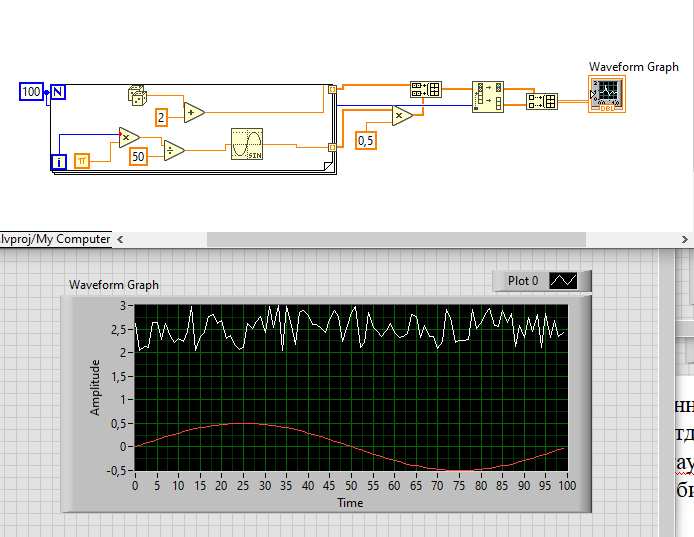 Waveform Graph
100
N
2
i
π
50
SIN
0,5
DBL
.lvproj/My Computer
Waveform Graph
Plot 0
Amplitude
3
2,5
2
1,5
1
0,5
0
-0,5
0 5 10 15 20 25 30 35 40 45 50 55 60 65 70 75 80 85 90 95 100
Time